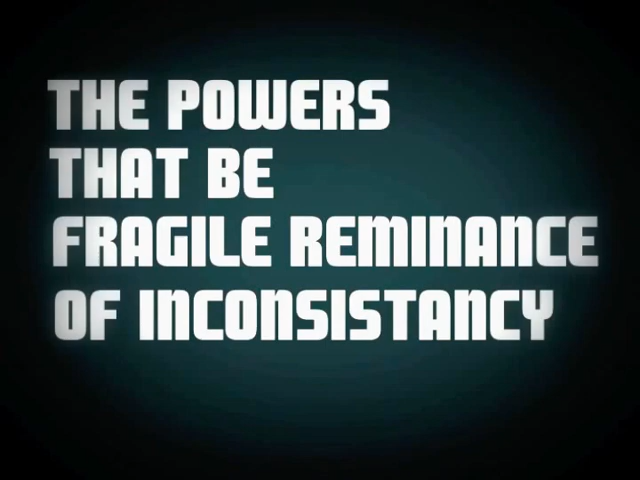 THE POWERS
THAT BE
FRAGILE REMINANCE
OF INCONSISTANCY